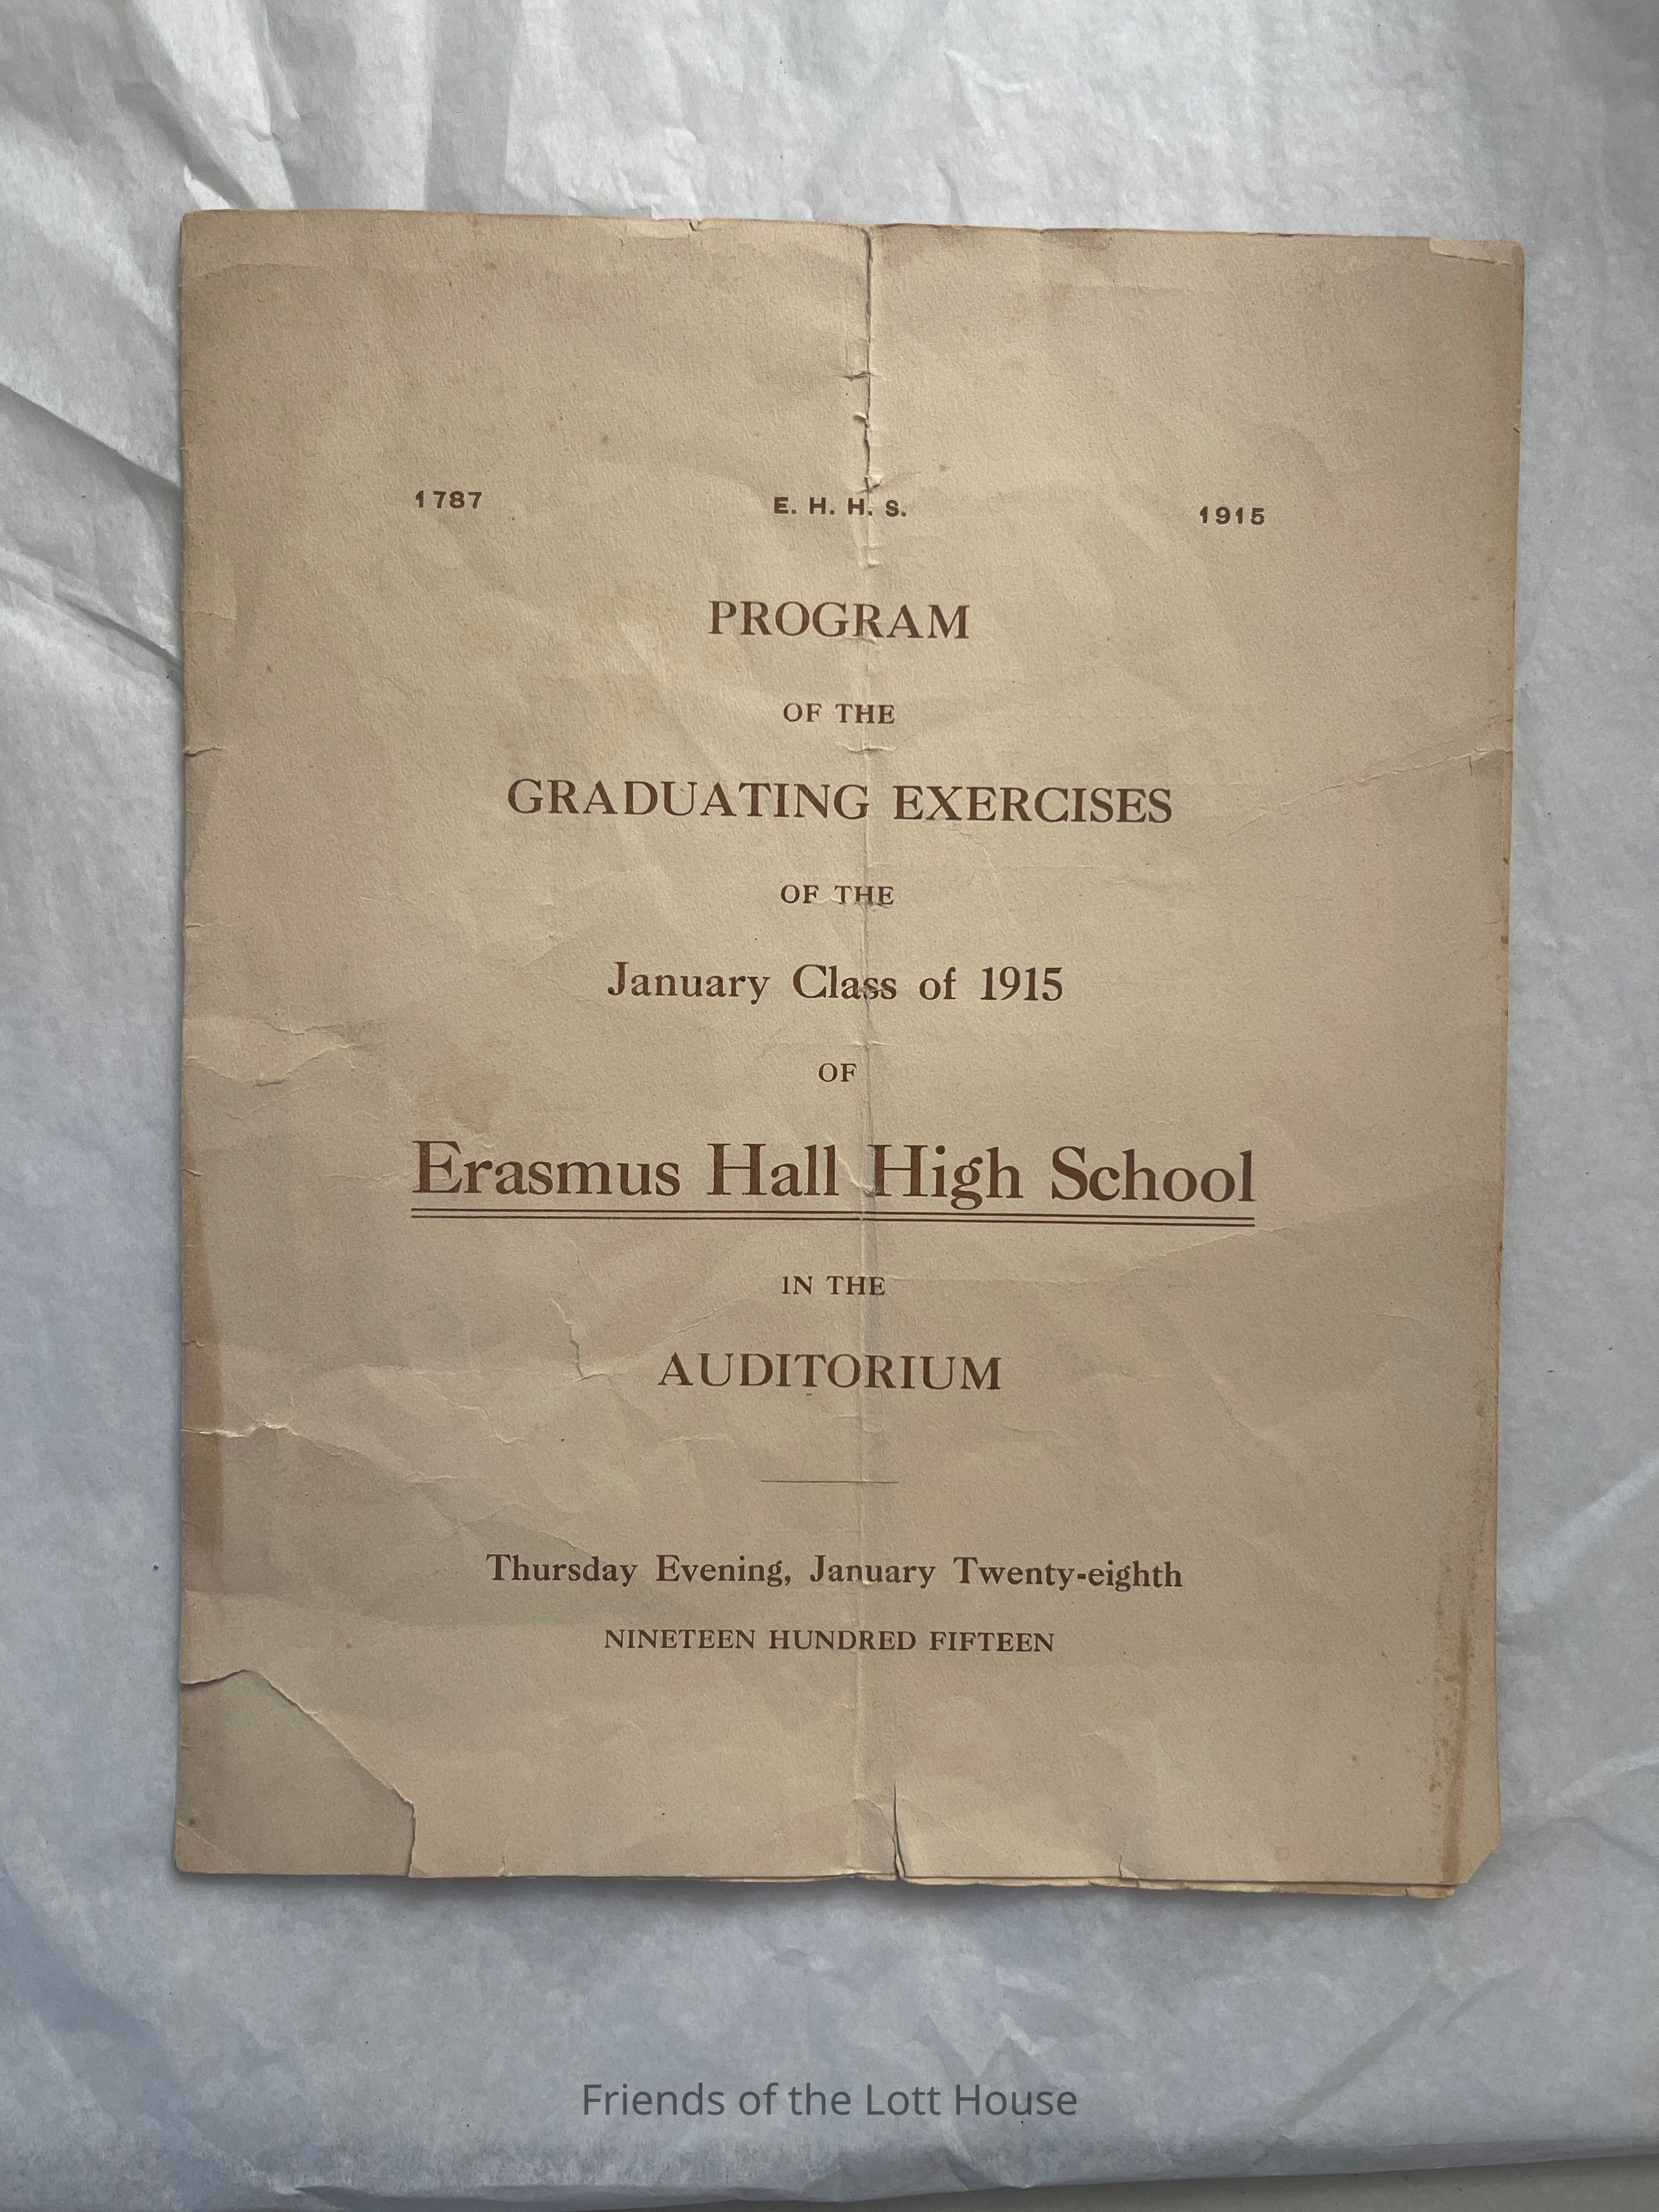 1787 E. H. H. S. 1915
PROGRAM
OF THE
GRADUATING EXERCISES
OF THE
January Class of 1915
OF
Erasmus Hall High School
IN THE
AUDITORIUM
Thursday Evening, January Twenty-eighth
NINETEEN HUNDRED FIFTEEN
Friends of the Lott House